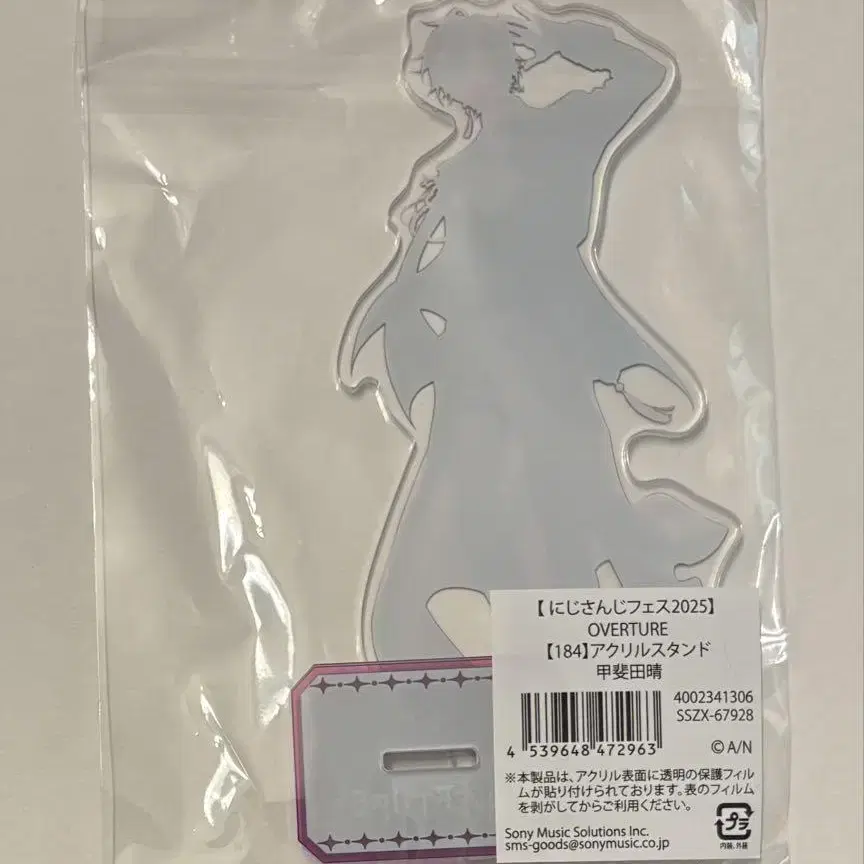 【にじさんじフェス2025】
OVERTURE
【184】アクリルスタンド
甲斐田晴
4002341306
SSZX-67928
4 539648 472963
©A/N
※本製品は、アクリル表面に透明の保護フィル
ムが貼り付けられております。表のフィルム
を剥がしてからご利用ください。
Sony Music Solutions Inc.
sms-goods@sonymusic.co.jp
プラ
内装、外装